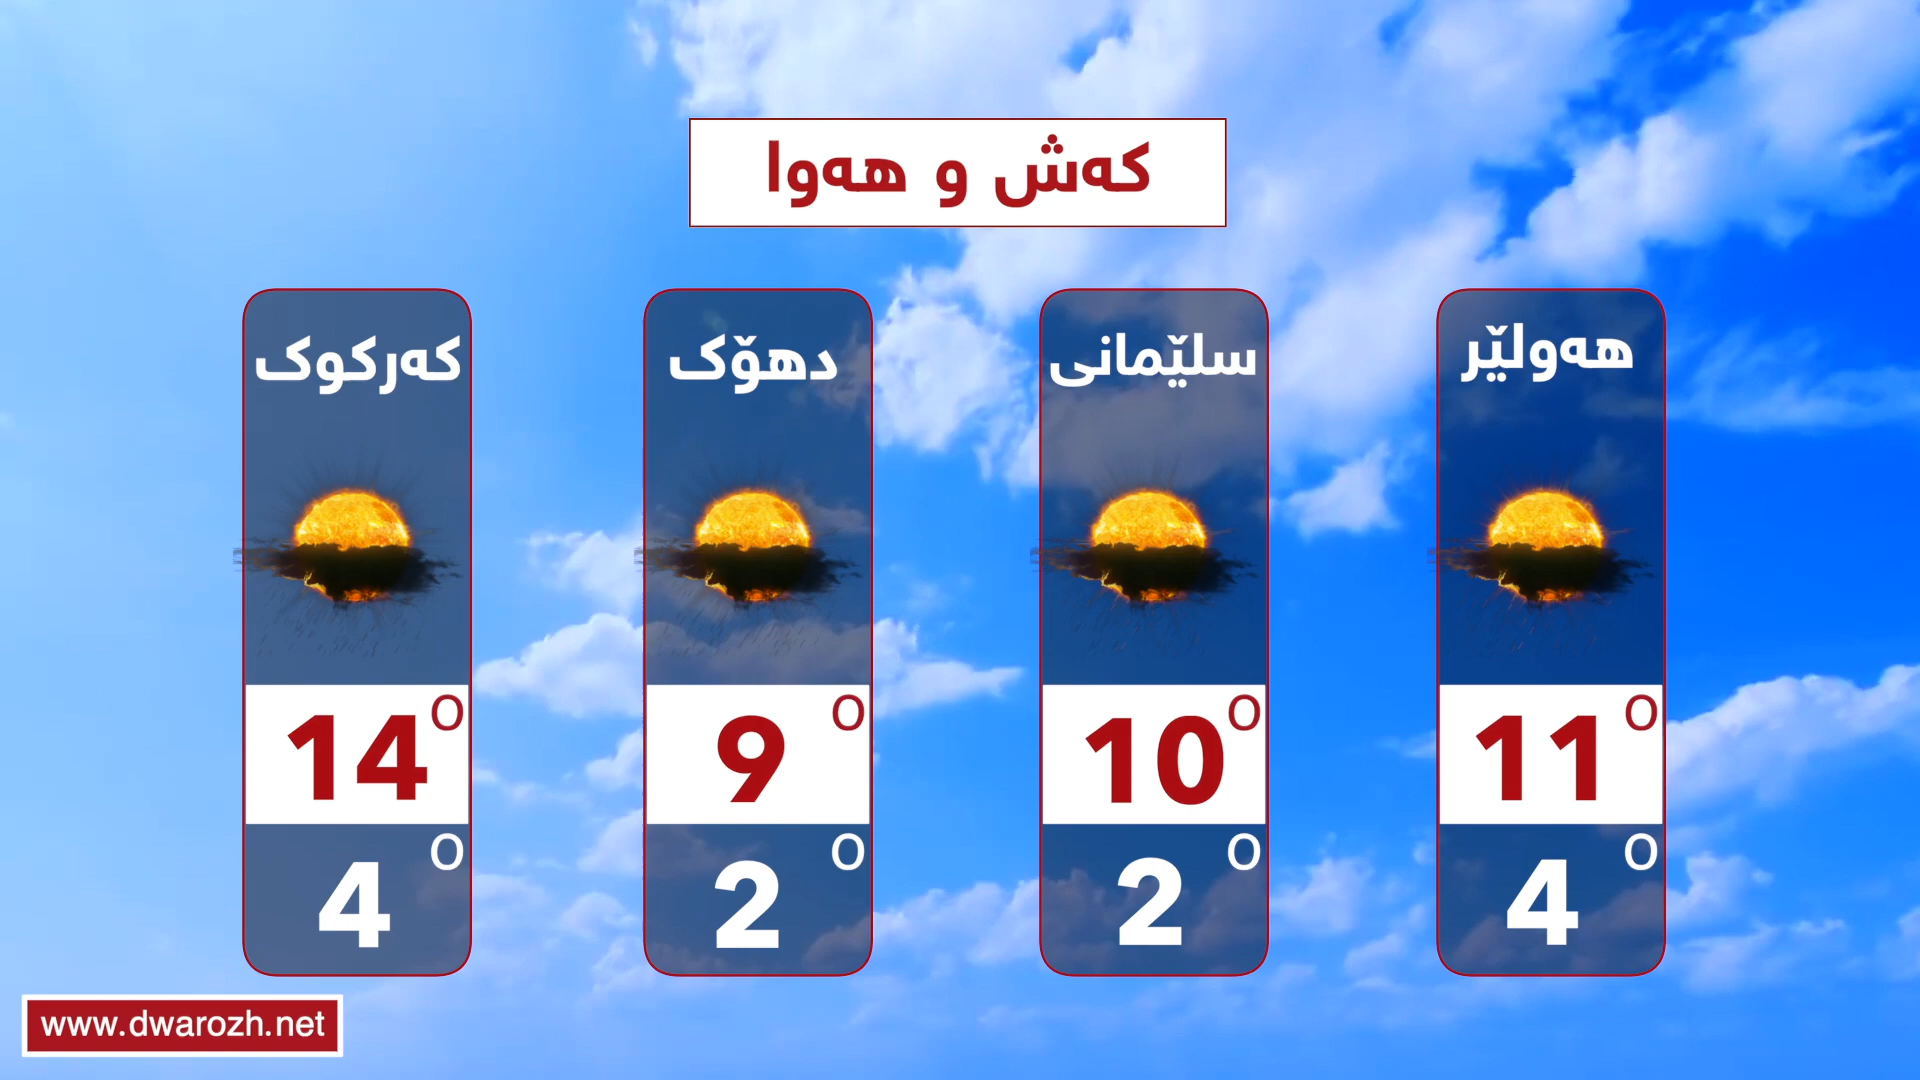 کەش و هەوا
هەولێر
11°
4°
سلێمانی
10°
2°
دهۆک
9°
2°
کەرکوک
14°
4°
www.dwarozh.net